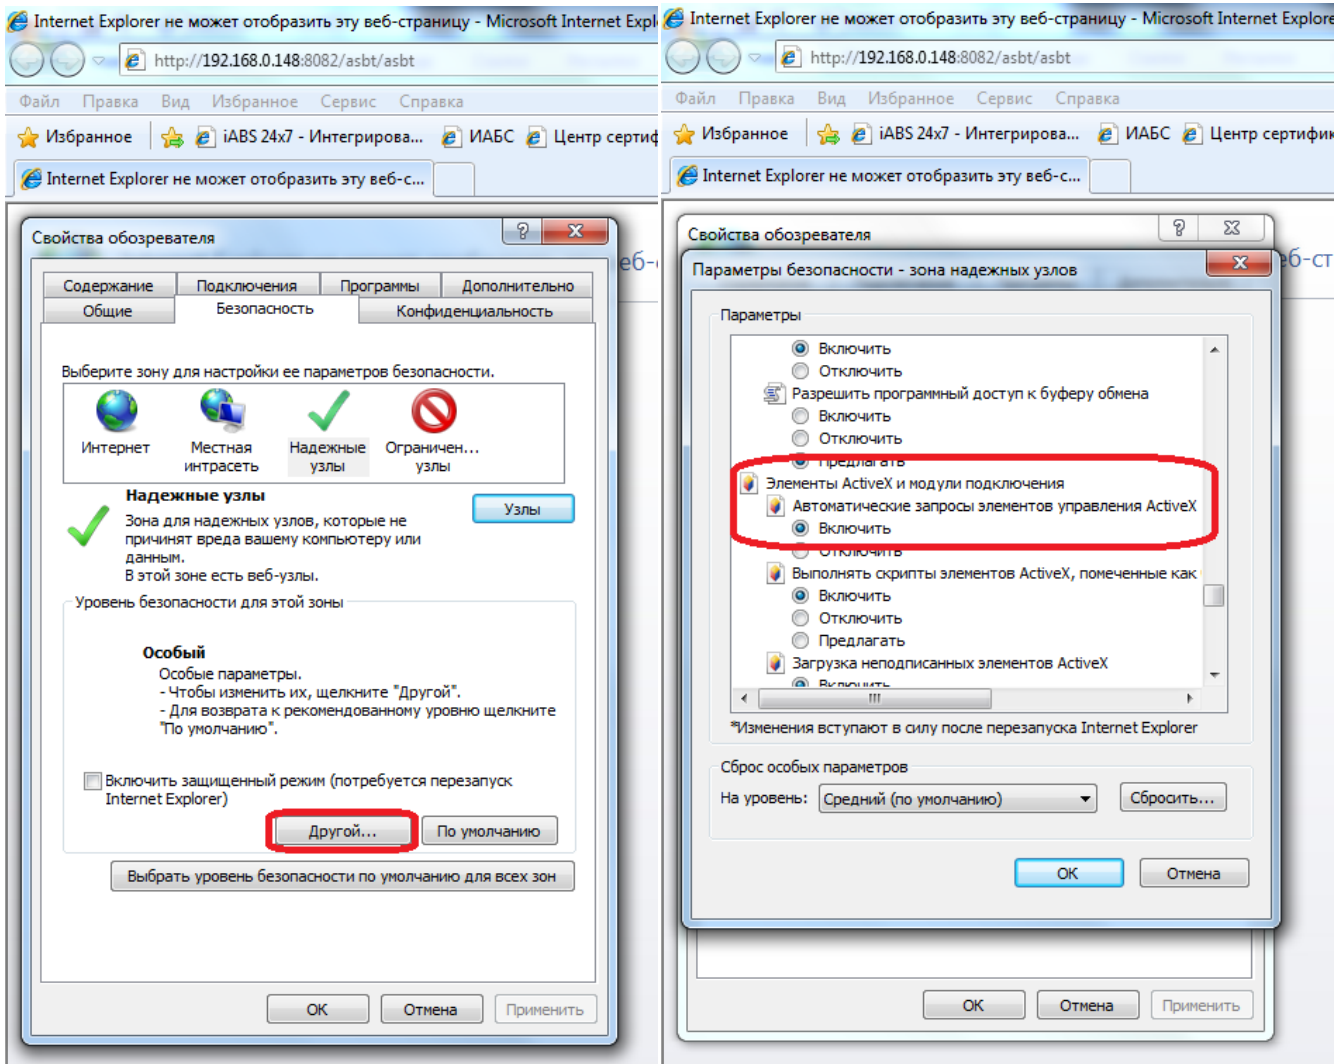 Internet Explorer не может отобразить эту веб-страницу - Microsoft Internet Expl
http://192.168.0.148:8082/asbt/asbt
Файл Правка Вид Избранное Сервис Справка
Избранное iABS 24x7 - Интегрирова... ИАБС Центр сертиф
Internet Explorer не может отобразить эту веб-с...
Свойства обозревателя
еб-
Содержание Подключения Программы Дополнительно
Общие Безопасность Конфиденциальность
Выберите зону для настройки ее параметров безопасности.
Интернет Местная интрасеть Надежные узлы Ограничен... узлы
Надежные узлы
Узлы
Зона для надежных узлов, которые не
причинят вреда вашему компьютеру или
данным.
В этой зоне есть веб-узлы.
Уровень безопасности для этой зоны
Особый
Особые параметры.
- Чтобы изменить их, щелкните "Другой".
- Для возврата к рекомендованному уровню щелкните
"По умолчанию".
Включить защищенный режим (потребуется перезапуск
Internet Explorer)
Другой... По умолчанию
Выбрать уровень безопасности по умолчанию для всех зон
ОК Отмена Применить
Internet Explorer не может отобразить эту веб-страницу - Microsoft Internet Explore
http://192.168.0.148:8082/asbt/asbt
Файл Правка Вид Избранное Сервис Справка
Избранное iABS 24x7 - Интегрирова... ИАБС Центр сертифик
Internet Explorer не может отобразить эту веб-с...
Свойства обозревателя
еб-ст
Параметры безопасности - зона надежных узлов
Параметры
Включить
Отключить
Разрешить программный доступ к буферу обмена
Включить
Отключить
Предлагать
Элементы ActiveX и модули подключения
Автоматические запросы элементов управления ActiveX
Включить
Отключить
Выполнять скрипты элементов ActiveX, помеченные как
Включить
Отключить
Предлагать
Загрузка неподписанных элементов ActiveX
Включить
*Изменения вступают в силу после перезапуска Internet Explorer
Сброс особых параметров
На уровень: Средний (по умолчанию) Сбросить...
ОК Отмена
ОК Отмена Применить